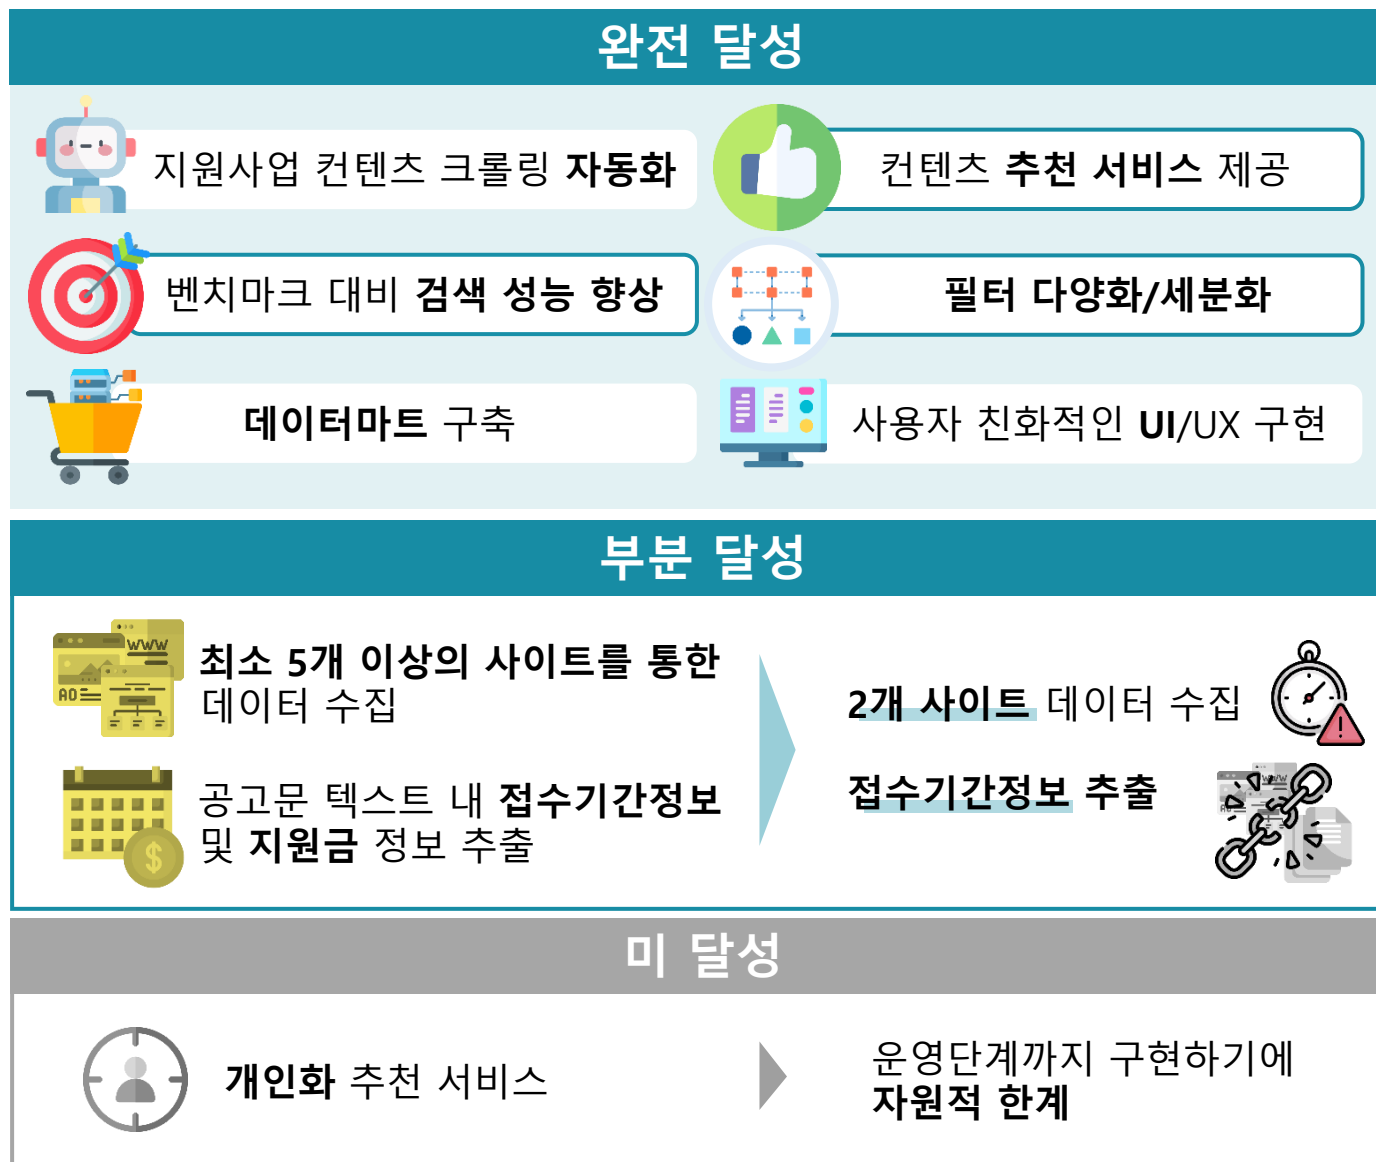 완전 달성
지원사업 컨텐츠 크롤링 자동화
컨텐츠 추천 서비스 제공
벤치마크 대비 검색 성능 향상
필터 다양화/세분화
데이터마트 구축
사용자 친화적인 UI/UX 구현
부분 달성
WWW
AD
최소 5개 이상의 사이트를 통한
데이터 수집
2개 사이트 데이터 수집
$
공고문 텍스트 내 접수기간정보
및 지원금 정보 추출
접수기간정보 추출
WWW
미 달성
개인화 추천 서비스
운영단계까지 구현하기에
자원적 한계